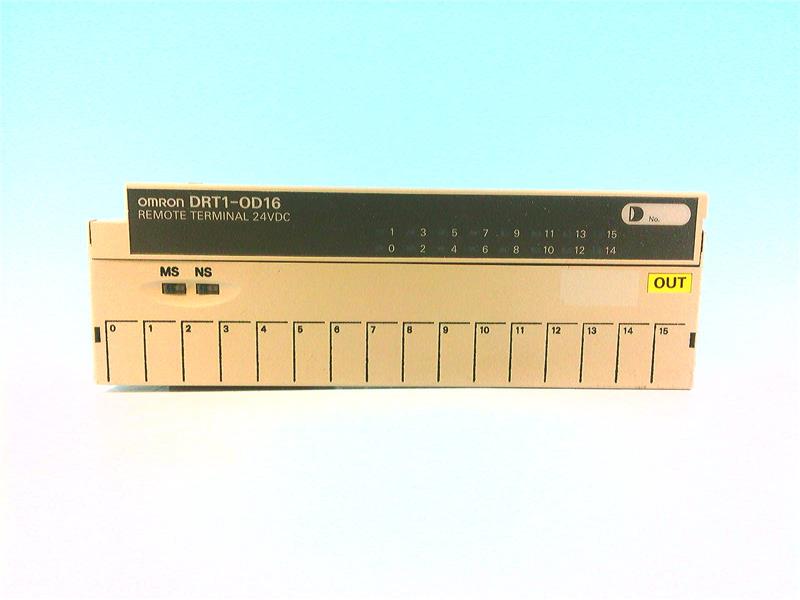 OMRON DRT1-OD16
REMOTE TERMINAL 24VDC
No.
1 3 5 7 9 11 13 15
0 2 4 6 8 10 12 14
MS NS
OUT
0 1 2 3 4 5 6 7 8 9 10 11 12 13 14 15